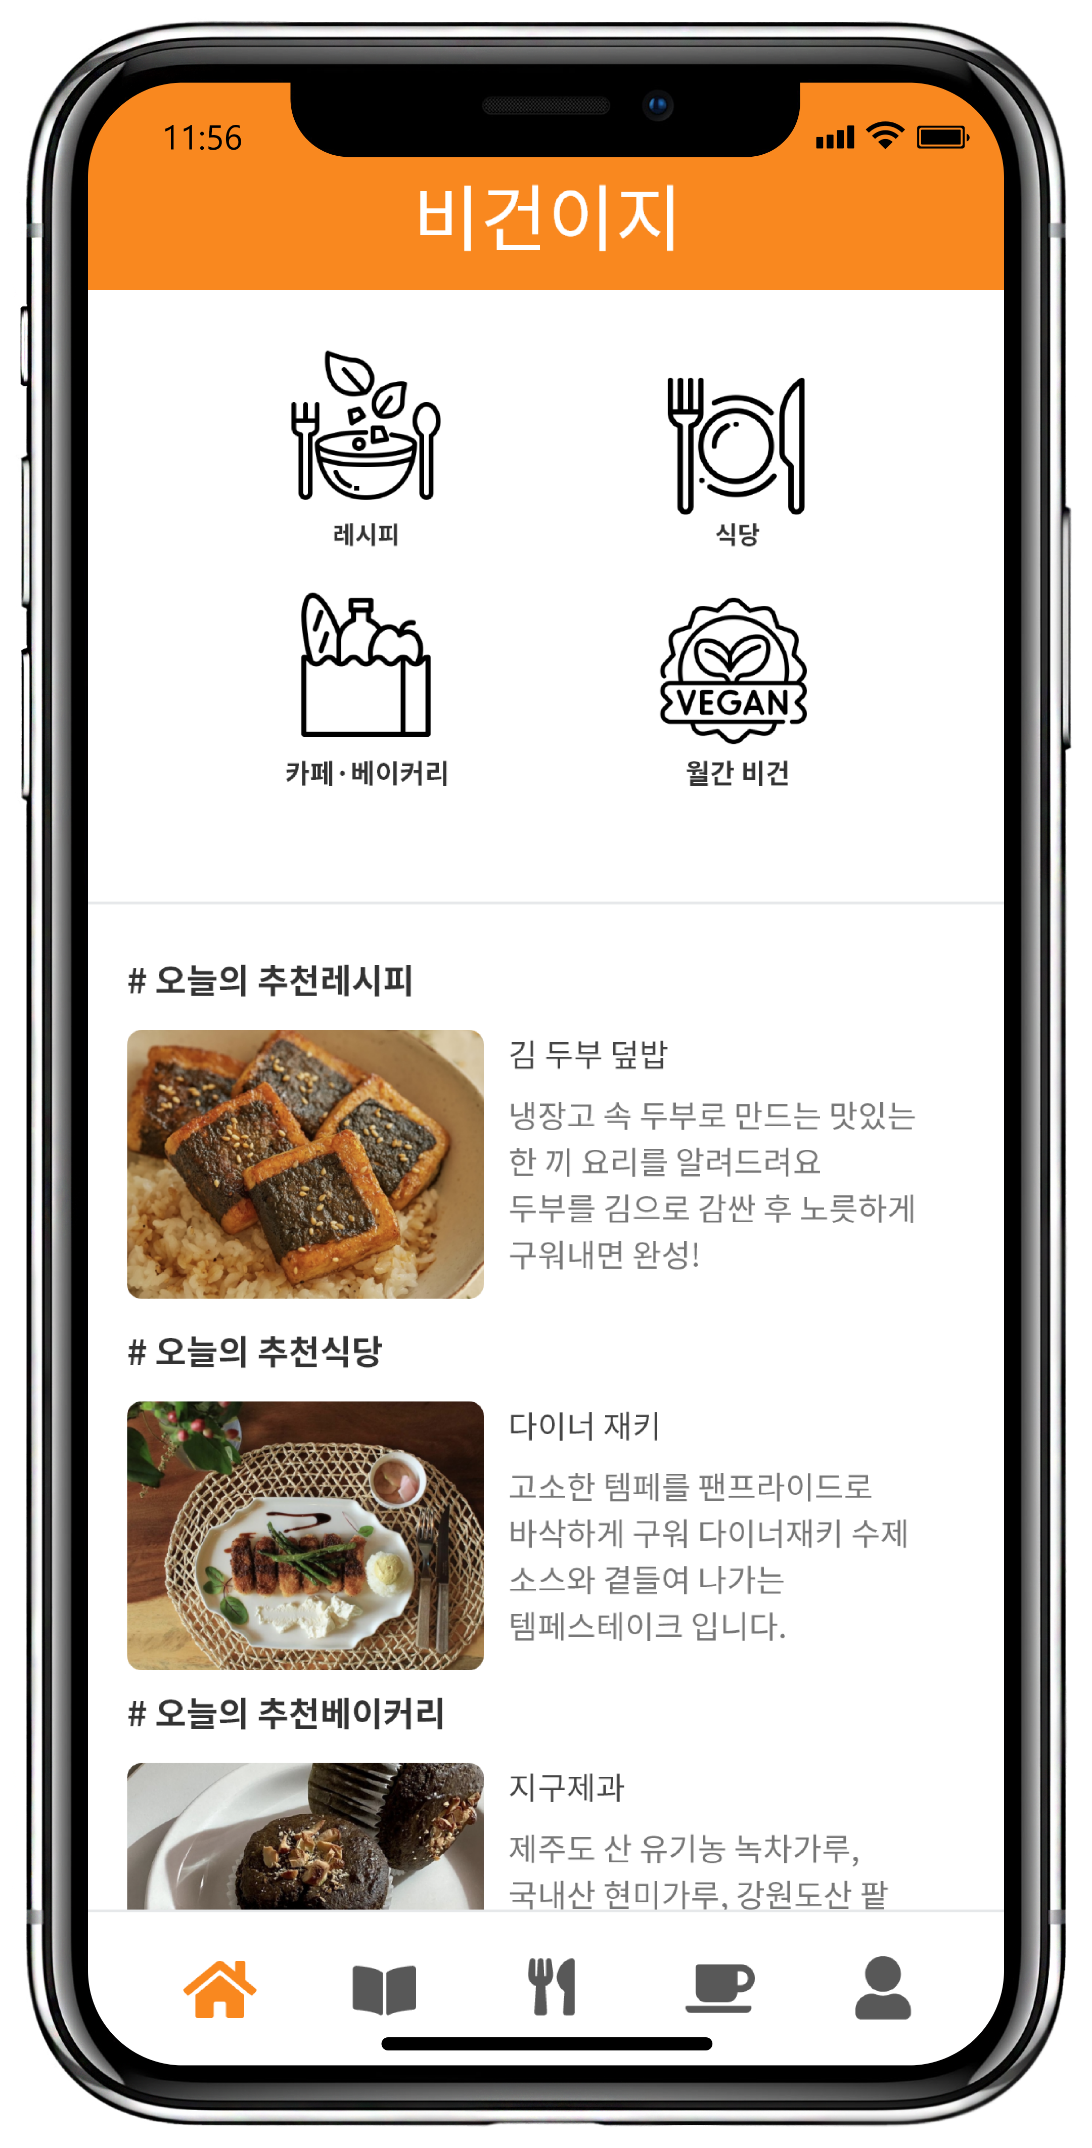 11:56
비건이지
레시피
식당
VEGAN
카페·베이커리
월간 비건
# 오늘의 추천레시피
김 두부 덮밥
냉장고 속 두부로 만드는 맛있는
한 끼 요리를 알려드려요
두부를 김으로 감싼 후 노릇하게
구워내면 완성!
# 오늘의 추천식당
다이너 재키
고소한 템페를 팬프라이드로
바삭하게 구워 다이너재키 수제
소스와 곁들여 나가는
템페스테이크 입니다.
# 오늘의 추천베이커리
지구제과
제주도 산 유기농 녹차가루,
국내산 현미가루, 강원도산 팥